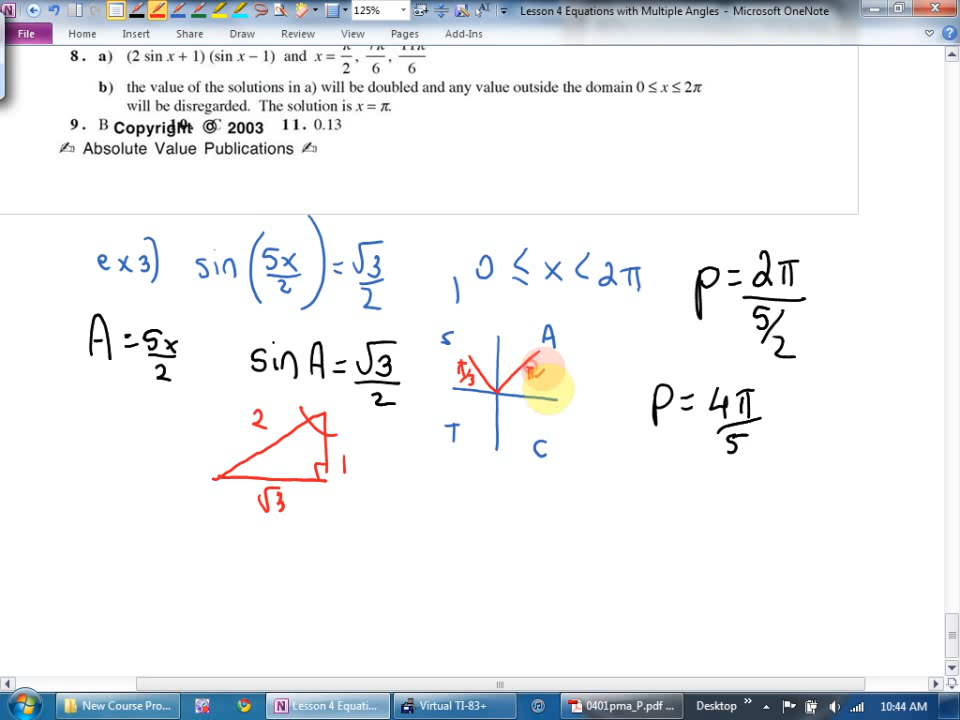 125%
Lesson 4 Equations with Multiple Angles - Microsoft OneNote
File Home Insert Share Draw Review View Pages Add-Ins
8. a) (2 sin x + 1) (sin x − 1) and x = π/2, 7π/6, 11π/6
b) the value of the solutions in a) will be doubled and any value outside the domain 0 ≤ x ≤ 2π
will be disregarded. The solution is x = π.
9. B 10. C 11. 0.13
Copyright © 2003
✍ Absolute Value Publications ✍
ex 3) sin(5x/2) = √3/2 , 0 ≤ x < 2π
P = 2π/5/2
A = 5x/2
sin A = √3/2
S A
π/3 π
T C
P = 4π/5
2
1
√3
New Course Pro...
Lesson 4 Equati...
Virtual TI-83+
0401pma_P.pdf ...
Desktop
10:44 AM